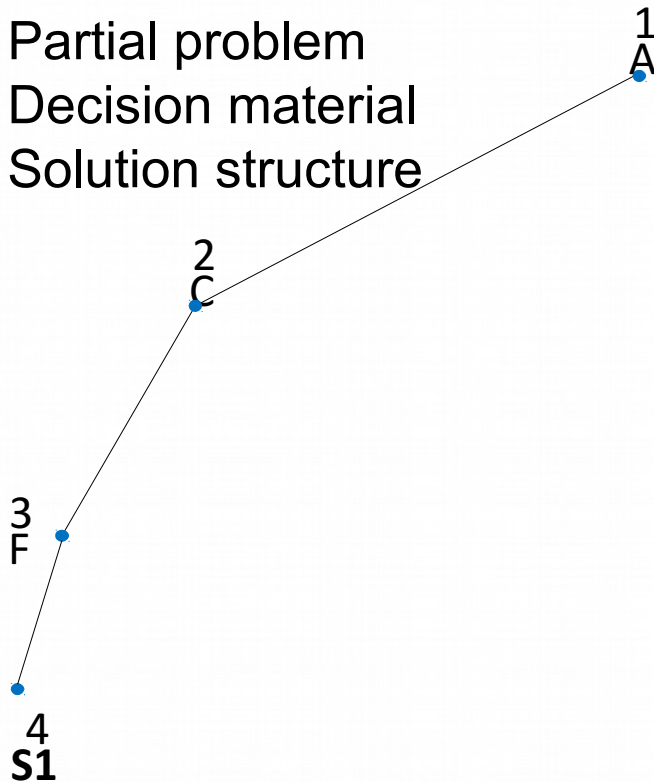 Partial problem
Decision material
Solution structure
1
A
2
C
3
F
4
S1